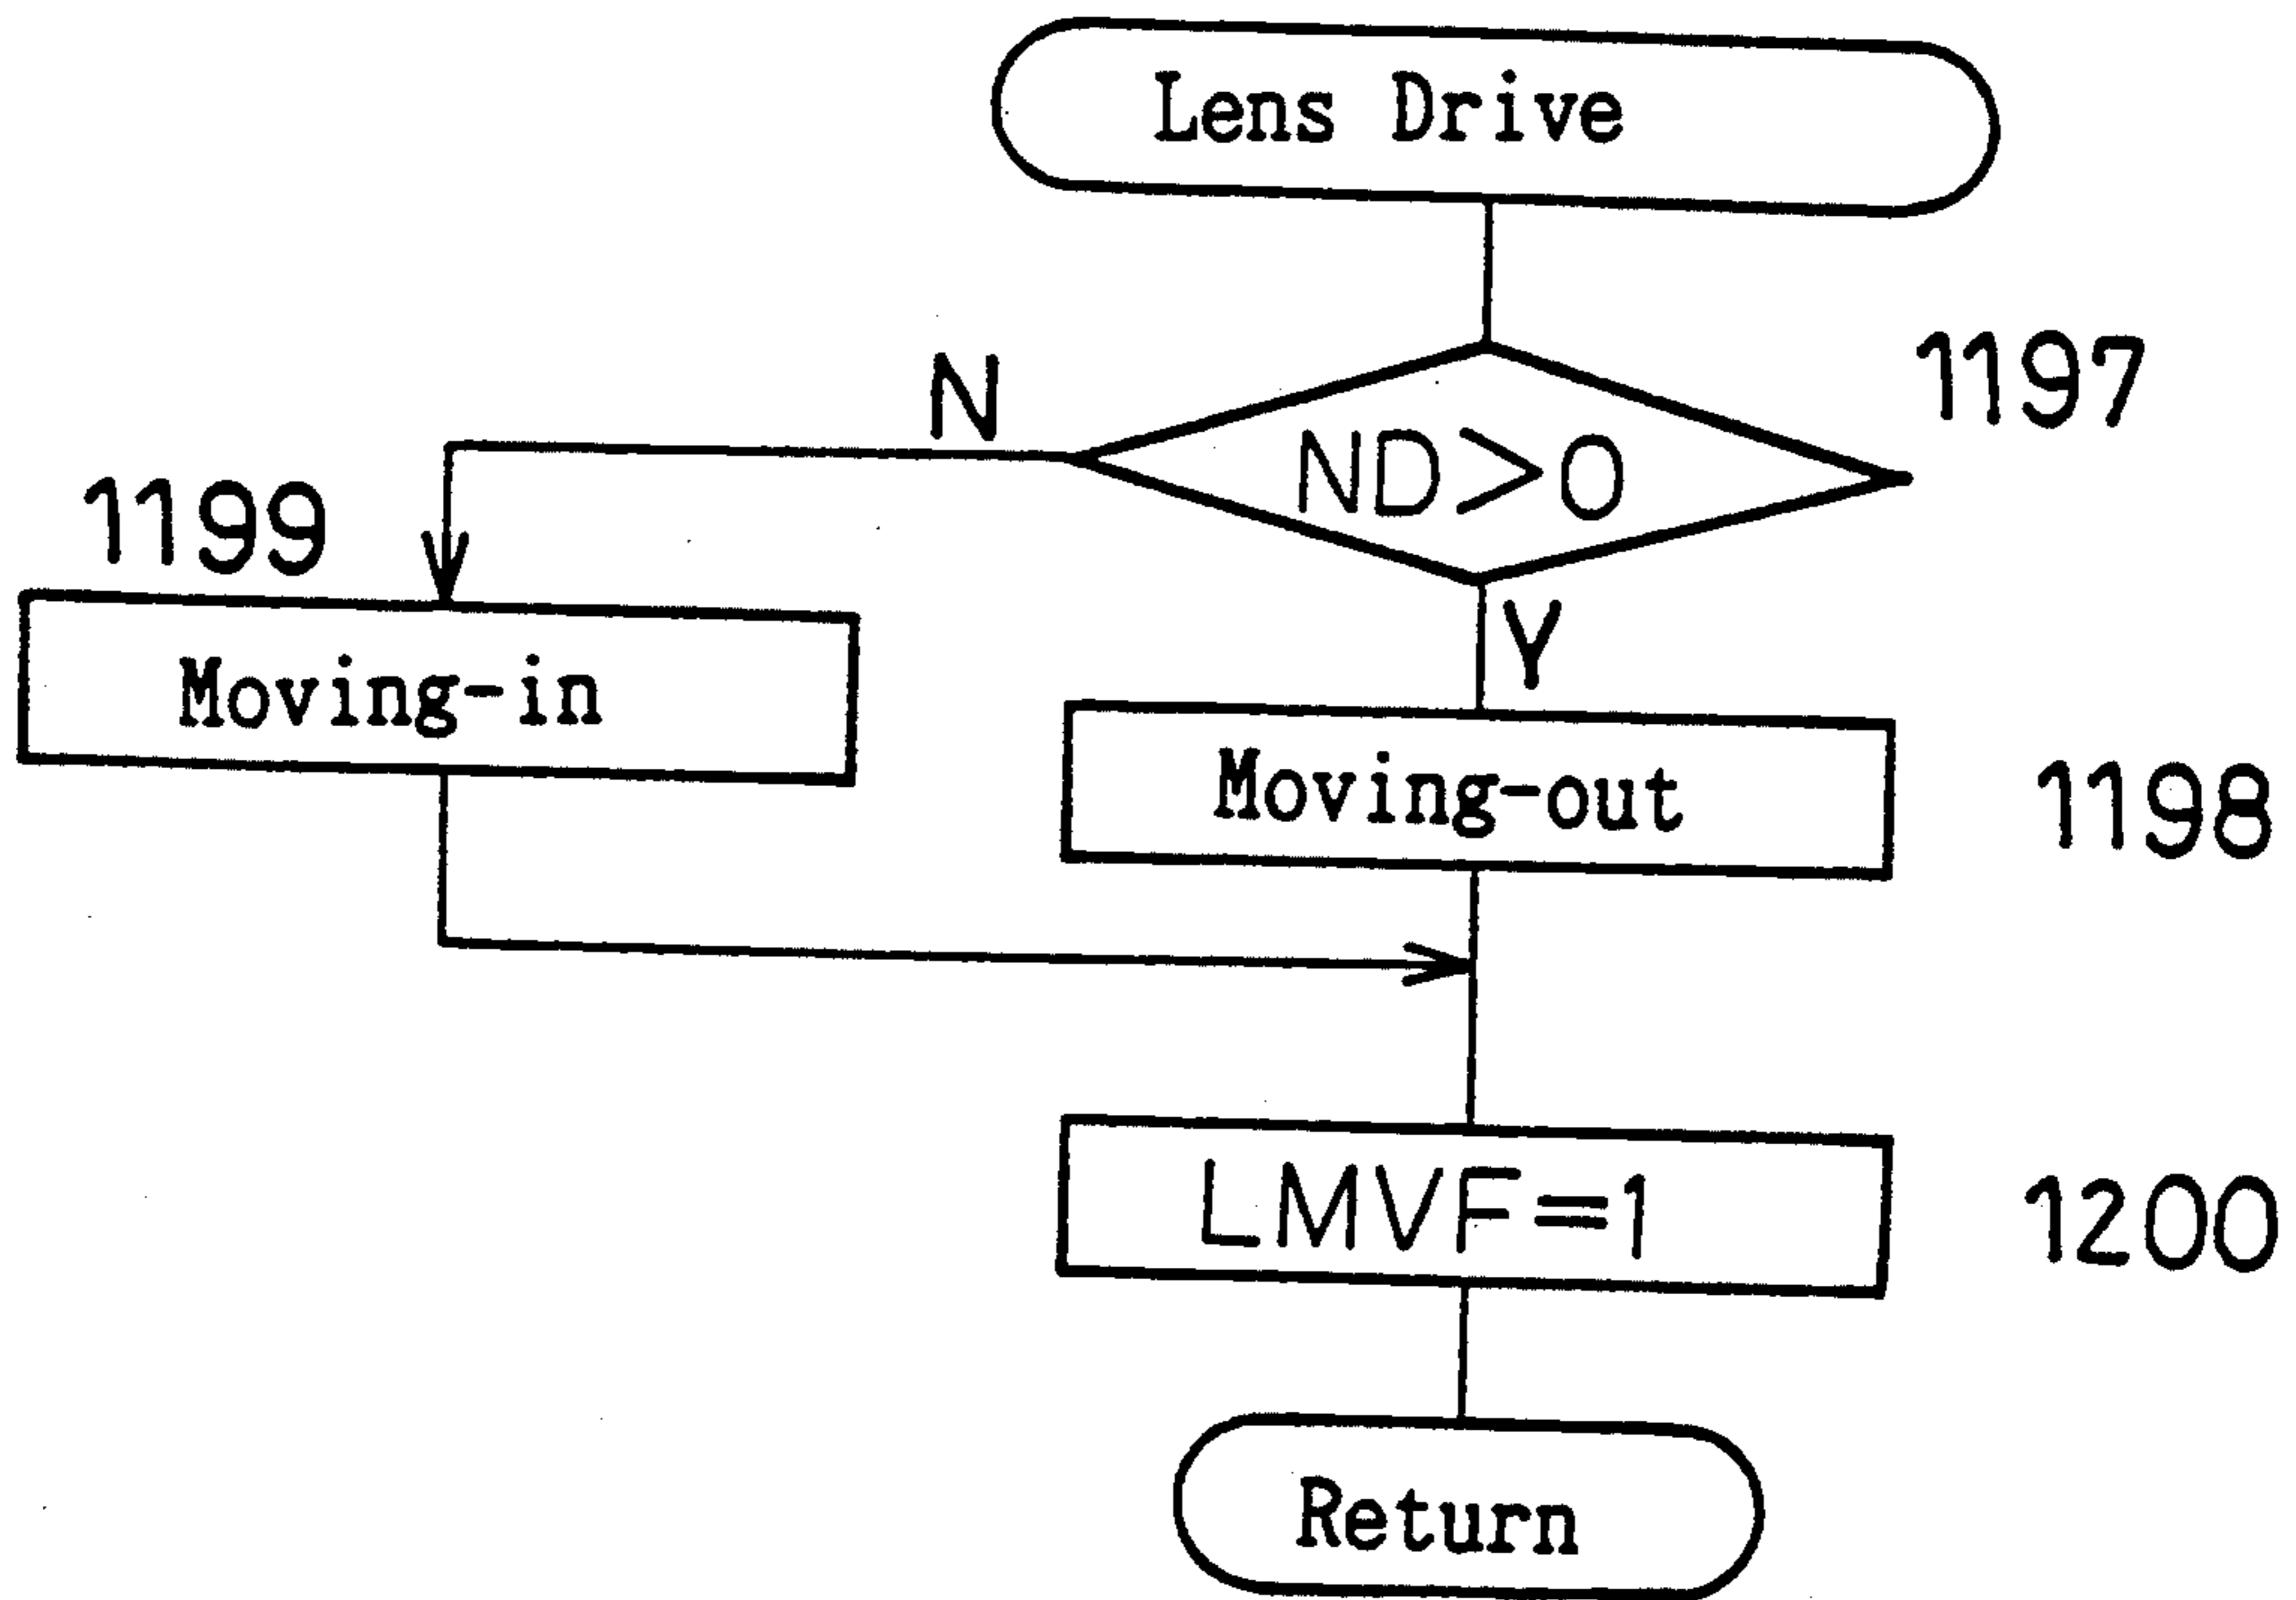 Lens Drive
1197
N
ND>0
1199
Y
Moving-in
Moving-out
1198
LMVF=1
1200
Return